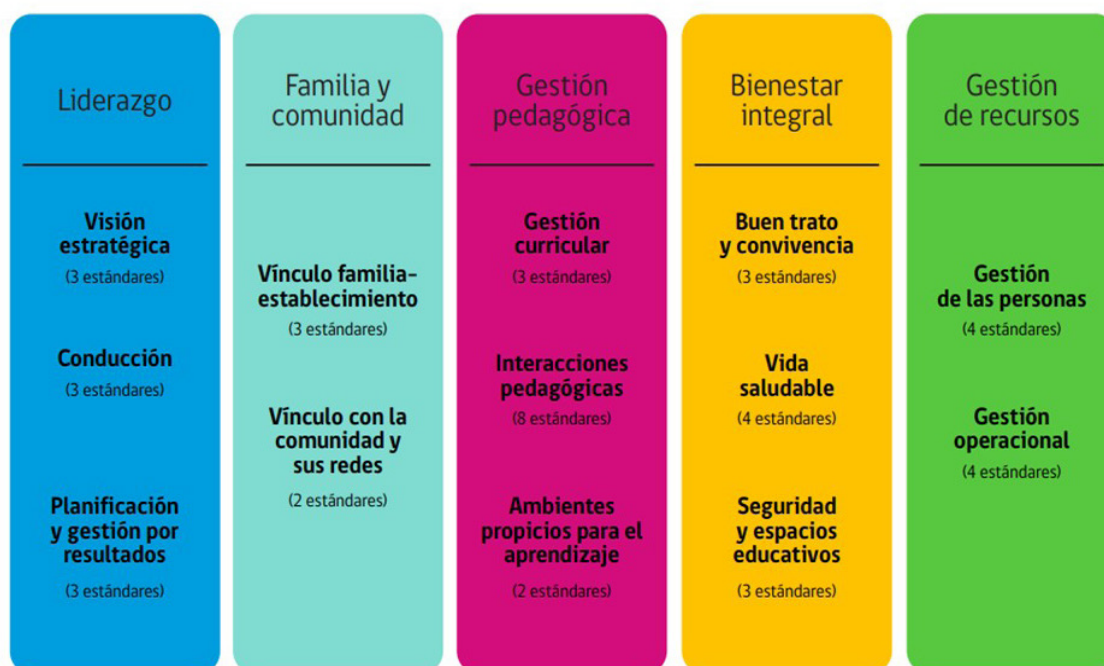 Liderazgo
Visión
estratégica
(3 estándares)
Conducción
(3 estándares)
Planificación
y gestión por
resultados
(3 estándares)
Familia y
comunidad
Vínculo familia-
establecimiento
(3 estándares)
Vínculo con la
comunidad y
sus redes
(2 estándares)
Gestión
pedagógica
Gestión
curricular
(3 estándares)
Interacciones
pedagógicas
(8 estándares)
Ambientes
propicios para el
aprendizaje
(2 estándares)
Bienestar
integral
Buen trato
y convivencia
(3 estándares)
Vida
saludable
(4 estándares)
Seguridad
y espacios
educativos
(3 estándares)
Gestión
de recursos
Gestión
de las personas
(4 estándares)
Gestión
operacional
(4 estándares)